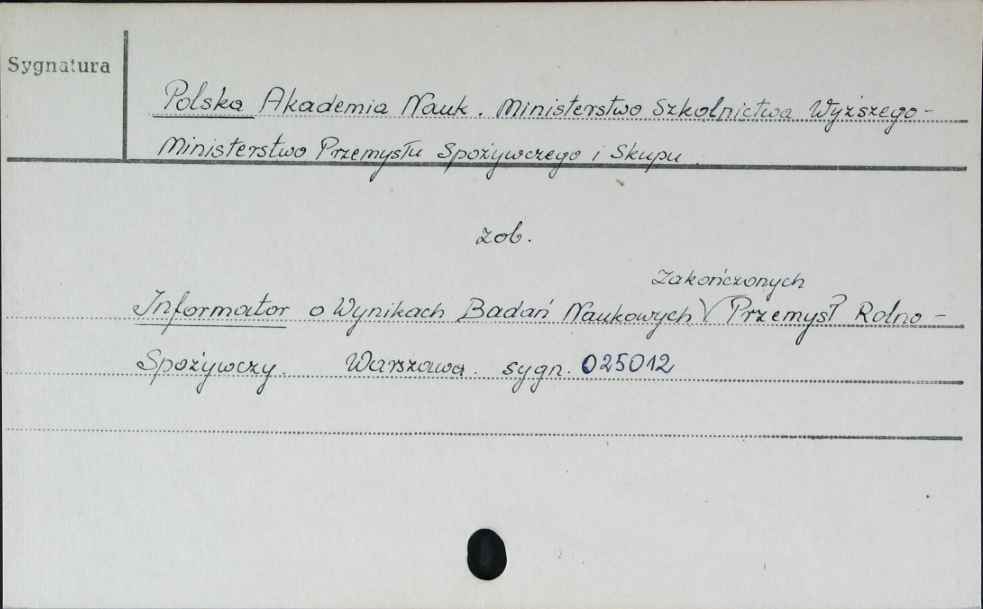 Sygnatura
Polska Akademia Nauk. Ministerstwo Szkolnictwa Wyższego -
Ministerstwo Przemysłu Spożywczego i Skupu
zob.
Zakończonych
Informator o Wynikach Badań Naukowych V Przemysł Rolno -
Spożywczy. Warszawa. sygn. 025012